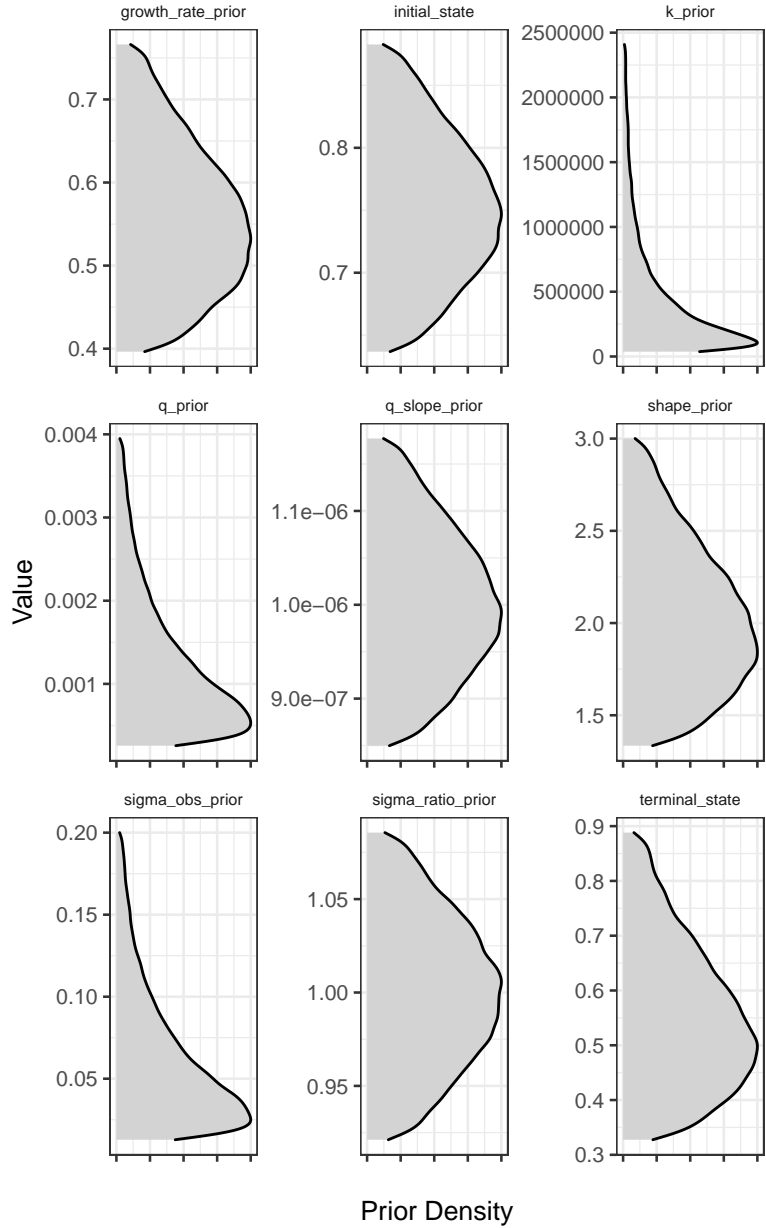 growth_rate_prior
0.7
0.6
0.5
0.4
initial_state
0.8
0.7
k_prior
2500000
2000000
1500000
1000000
500000
0
q_prior
0.004
0.003
0.002
0.001
q_slope_prior
1.1e-06
1.0e-06
9.0e-07
shape_prior
3.0
2.5
2.0
1.5
sigma_obs_prior
0.20
0.15
0.10
0.05
sigma_ratio_prior
1.05
1.00
0.95
terminal_state
0.9
0.8
0.7
0.6
0.5
0.4
0.3
Value
Prior Density